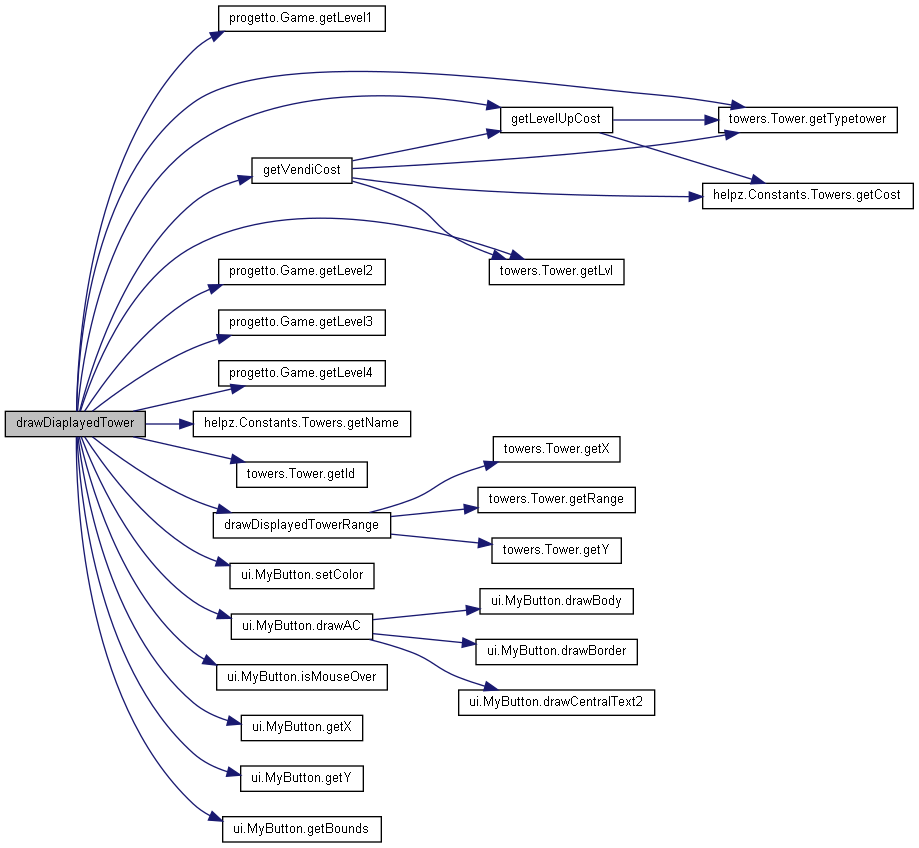 progetto.Game.getLevel1
getLevelUpCost
towers.Tower.getTypetower
getVendiCost
helpz.Constants.Towers.getCost
progetto.Game.getLevel2
towers.Tower.getLvl
progetto.Game.getLevel3
progetto.Game.getLevel4
drawDiaplayedTower
helpz.Constants.Towers.getName
towers.Tower.getX
towers.Tower.getId
towers.Tower.getRange
drawDisplayedTowerRange
towers.Tower.getY
ui.MyButton.setColor
ui.MyButton.drawBody
ui.MyButton.drawAC
ui.MyButton.drawBorder
ui.MyButton.isMouseOver
ui.MyButton.drawCentralText2
ui.MyButton.getX
ui.MyButton.getY
ui.MyButton.getBounds